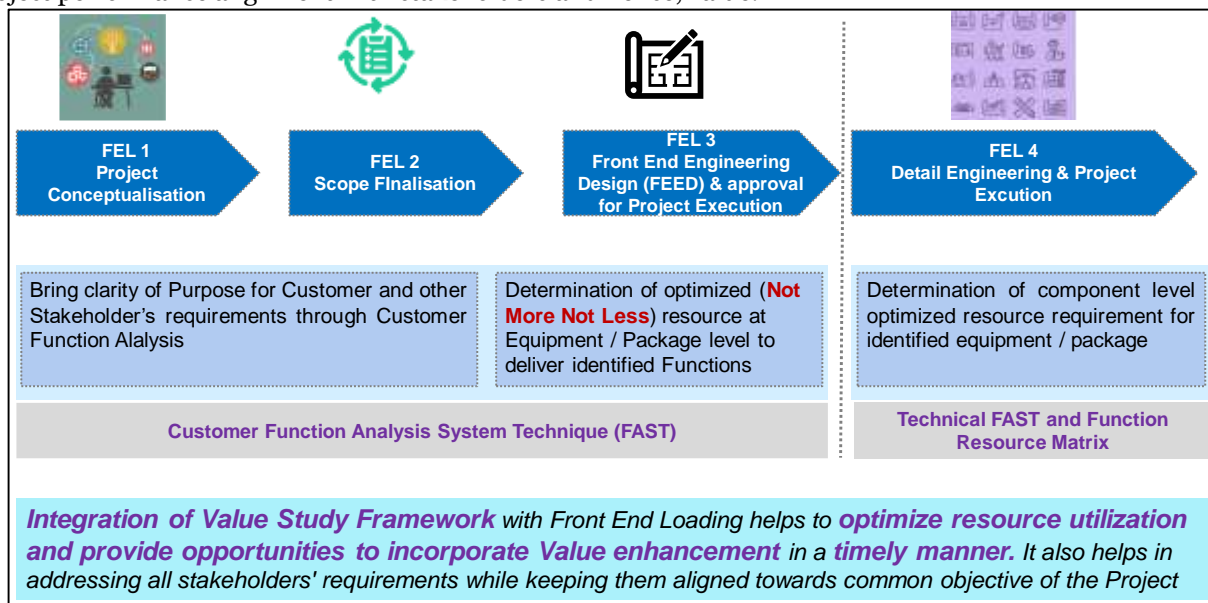 FEL 1
Project
Conceptualisation
FEL 2
Scope FInalisation
FEL 3
Front End Engineering
Design (FEED) & approval
for Project Execution
FEL 4
Detail Engineering & Project
Excution
Bring clarity of Purpose for Customer and other
Stakeholder's requirements through Customer
Function Alalysis
Determination of optimized (Not
More Not Less) resource at
Equipment / Package level to
deliver identified Functions
Determination of component level
optimized resource requirement for
identified equipment / package
Customer Function Analysis System Technique (FAST)
Technical FAST and Function
Resource Matrix
Integration of Value Study Framework with Front End Loading helps to optimize resource utilization
and provide opportunities to incorporate Value enhancement in a timely manner. It also helps in
addressing all stakeholders' requirements while keeping them aligned towards common objective of the Project